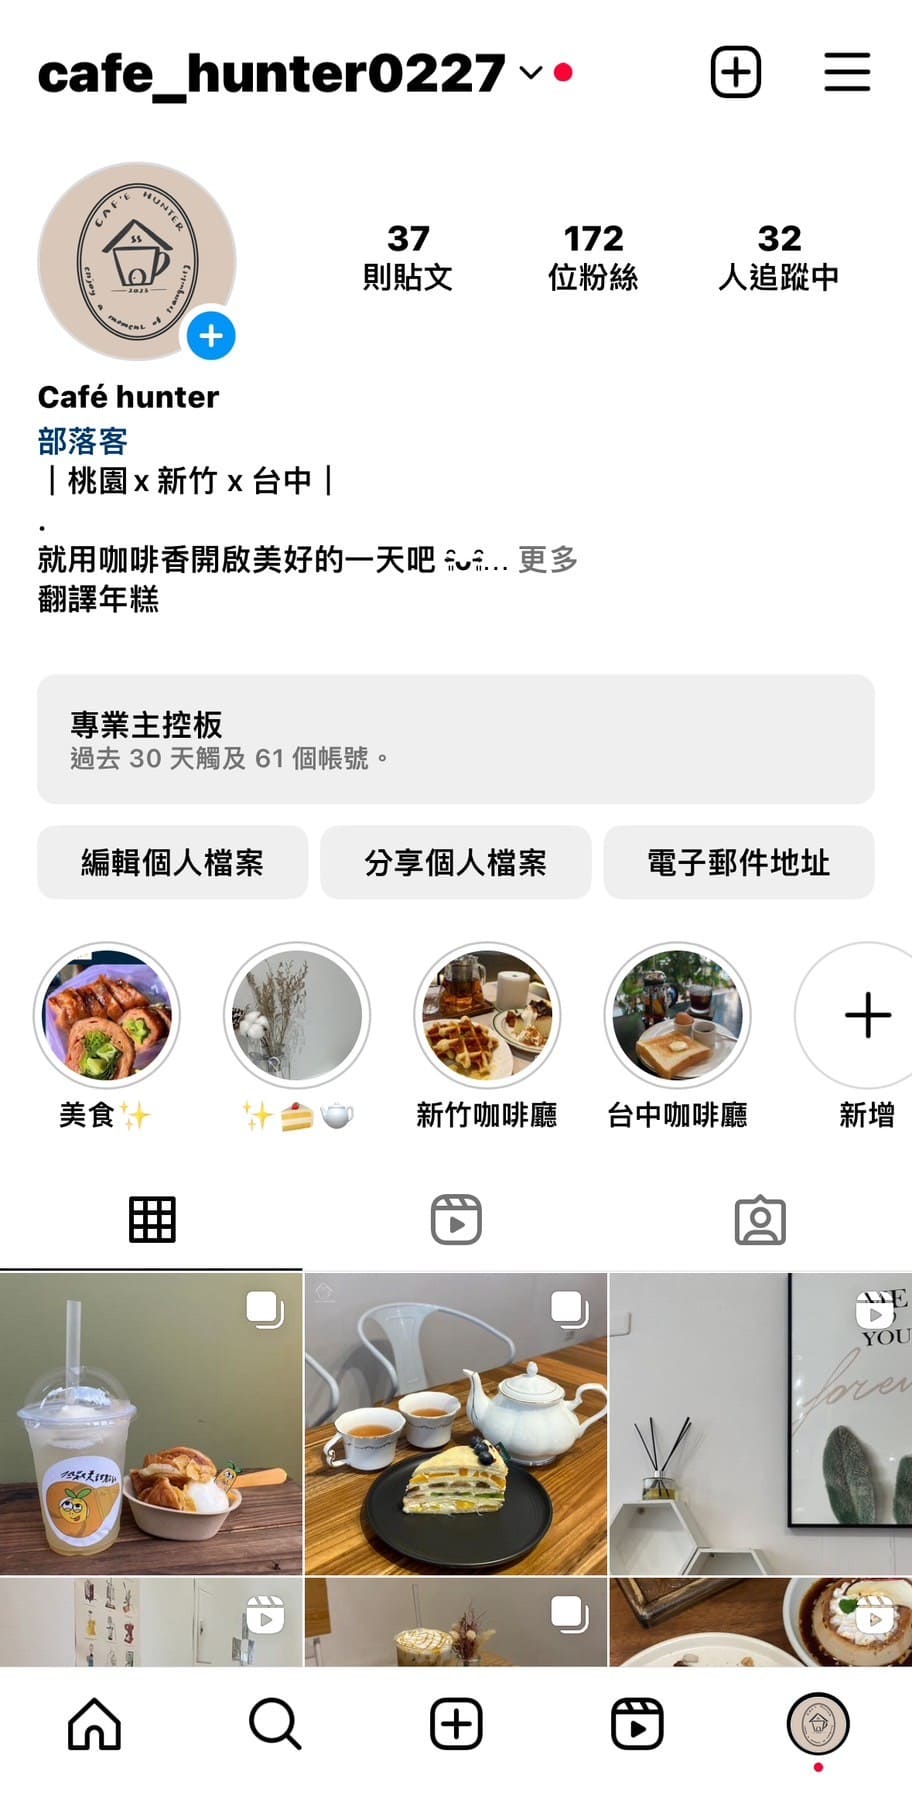 cafe_hunter0227
CAF'E HUNTER
2023
enjoy a moment of tranquility
37
則貼文
172
位粉絲
32
人追蹤中
Café hunter
部落客
｜桃園 x 新竹 x 台中｜
.
就用咖啡香開啟美好的一天吧 ... 更多
翻譯年糕
專業主控板
過去 30 天觸及 61 個帳號。
編輯個人檔案
分享個人檔案
電子郵件地址
美食✨
✨🍰🫖
新竹咖啡廳
台中咖啡廳
新增
YOU
forev